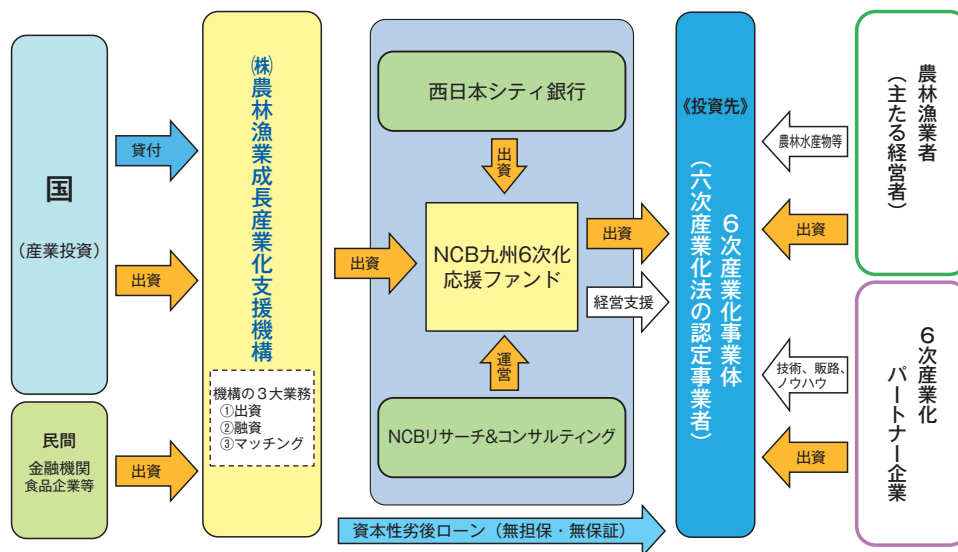 国
（産業投資）
民間
金融機関
食品企業等
貸付
出資
出資
㈱農林漁業成長産業化支援機構
機構の３大業務
①出資
②融資
③マッチング
出資
西日本シティ銀行
出資
NCB九州6次化
応援ファンド
運営
NCBリサーチ&コンサルティング
出資
経営支援
資本性劣後ローン（無担保・無保証）
《投資先》
６次産業化事業体
（六次産業化法の認定事業者）
農林水産物等
出資
技術、販路、
ノウハウ
出資
農林漁業者
（主たる経営者）
６次産業化
パートナー企業